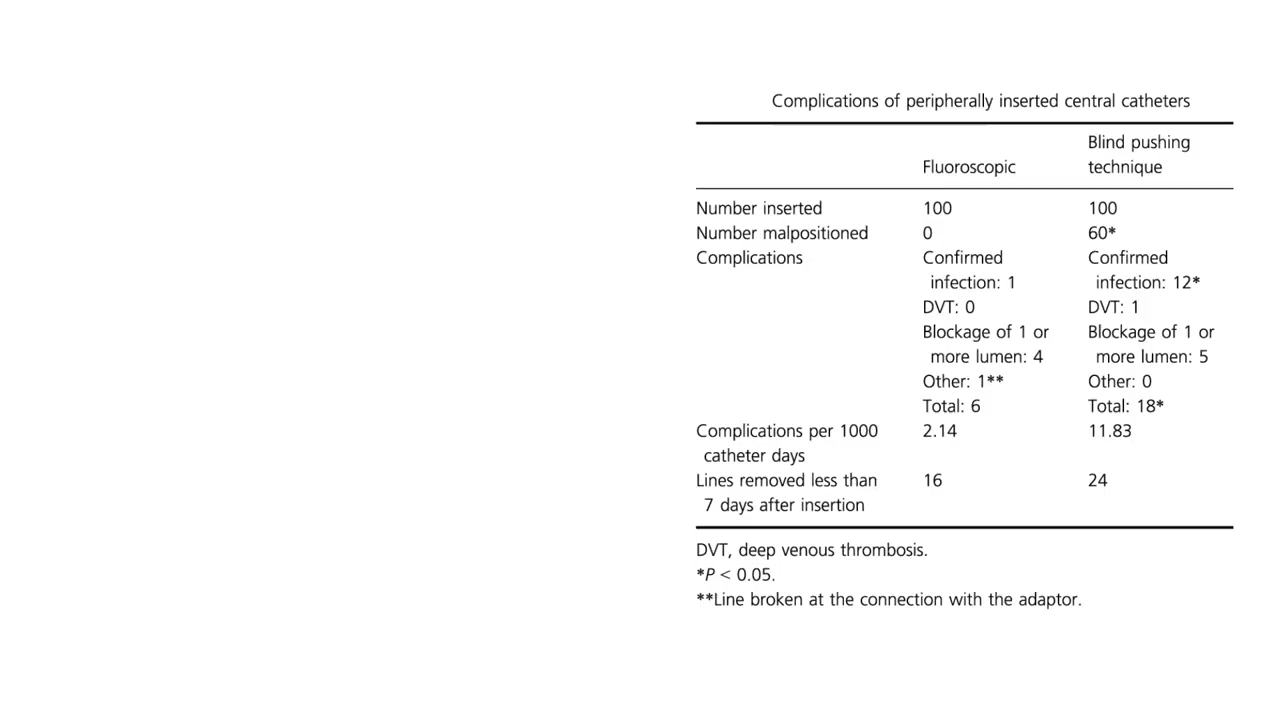 Complications of peripherally inserted central catheters
Blind pushing
Fluoroscopic technique
Number inserted 100 100
Number malpositioned 0 60*
Complications Confirmed Confirmed
infection: 1 infection: 12*
DVT: 0 DVT: 1
Blockage of 1 or Blockage of 1 or
more lumen: 4 more lumen: 5
Other: 1** Other: 0
Total: 6 Total: 18*
Complications per 1000 2.14 11.83
catheter days
Lines removed less than 16 24
7 days after insertion
DVT, deep venous thrombosis.
*P < 0.05.
**Line broken at the connection with the adaptor.